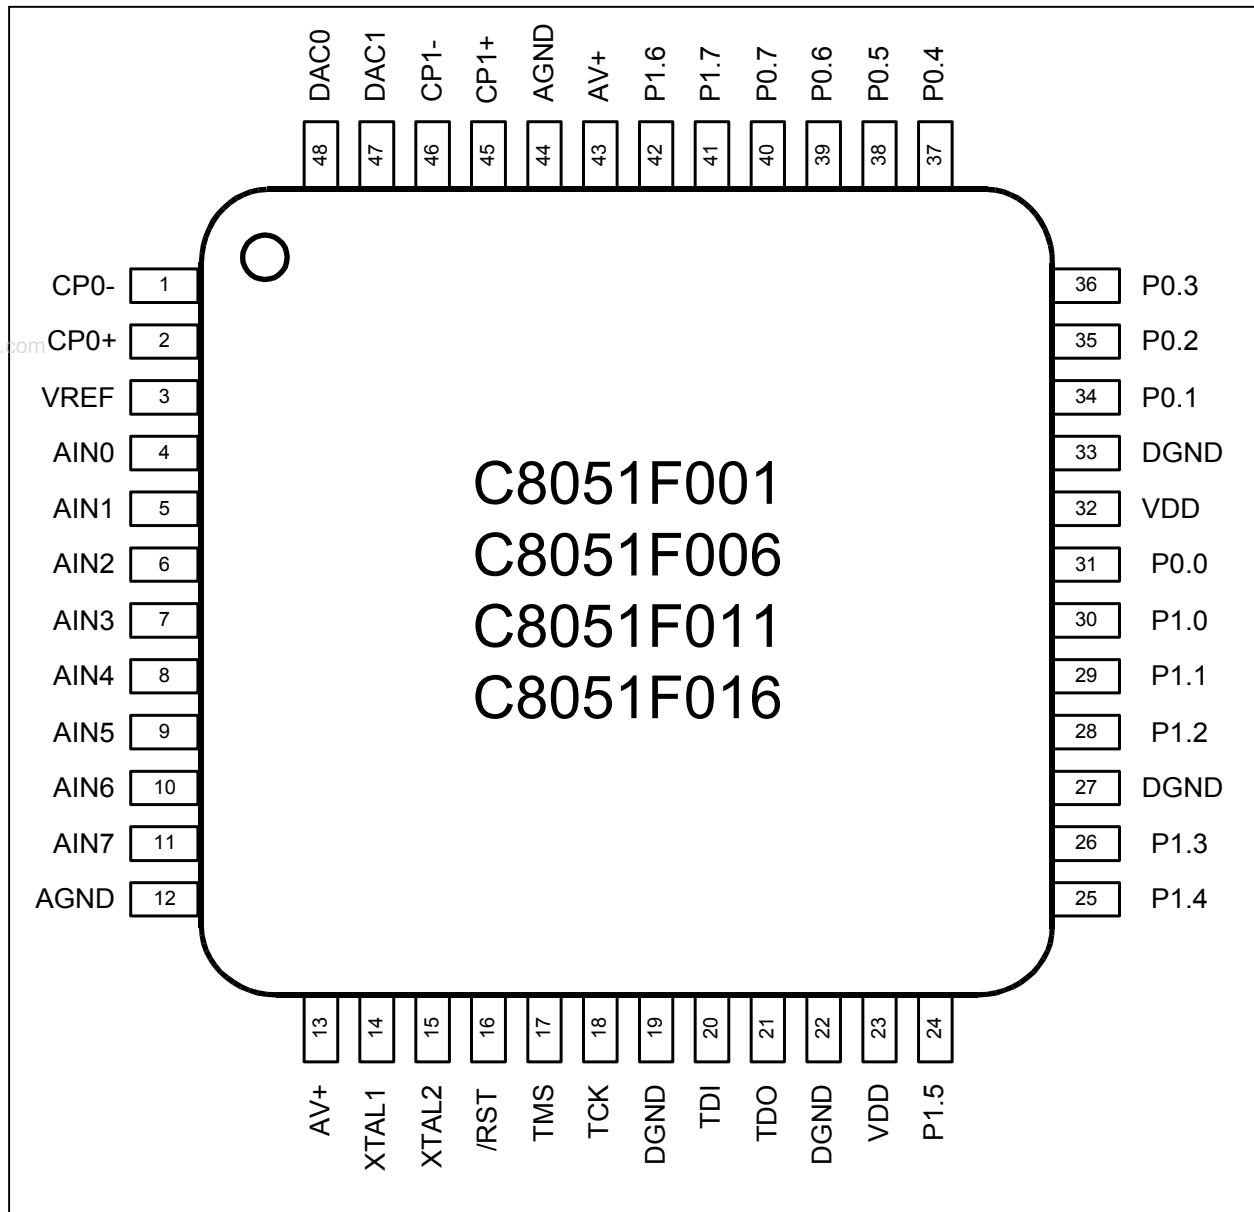 DAC0 DAC1 CP1- CP1+ AGND AV+ P1.6 P1.7 P0.7 P0.6 P0.5 P0.4
48 47 46 45 44 43 42 41 40 39 38 37
CP0- 1
.com
CP0+ 2
VREF 3
AIN0 4
AIN1 5
AIN2 6
AIN3 7
AIN4 8
AIN5 9
AIN6 10
AIN7 11
AGND 12
C8051F001
C8051F006
C8051F011
C8051F016
36 P0.3
35 P0.2
34 P0.1
33 DGND
32 VDD
31 P0.0
30 P1.0
29 P1.1
28 P1.2
27 DGND
26 P1.3
25 P1.4
13 14 15 16 17 18 19 20 21 22 23 24
AV+ XTAL1 XTAL2 /RST TMS TCK DGND TDI TDO DGND VDD P1.5